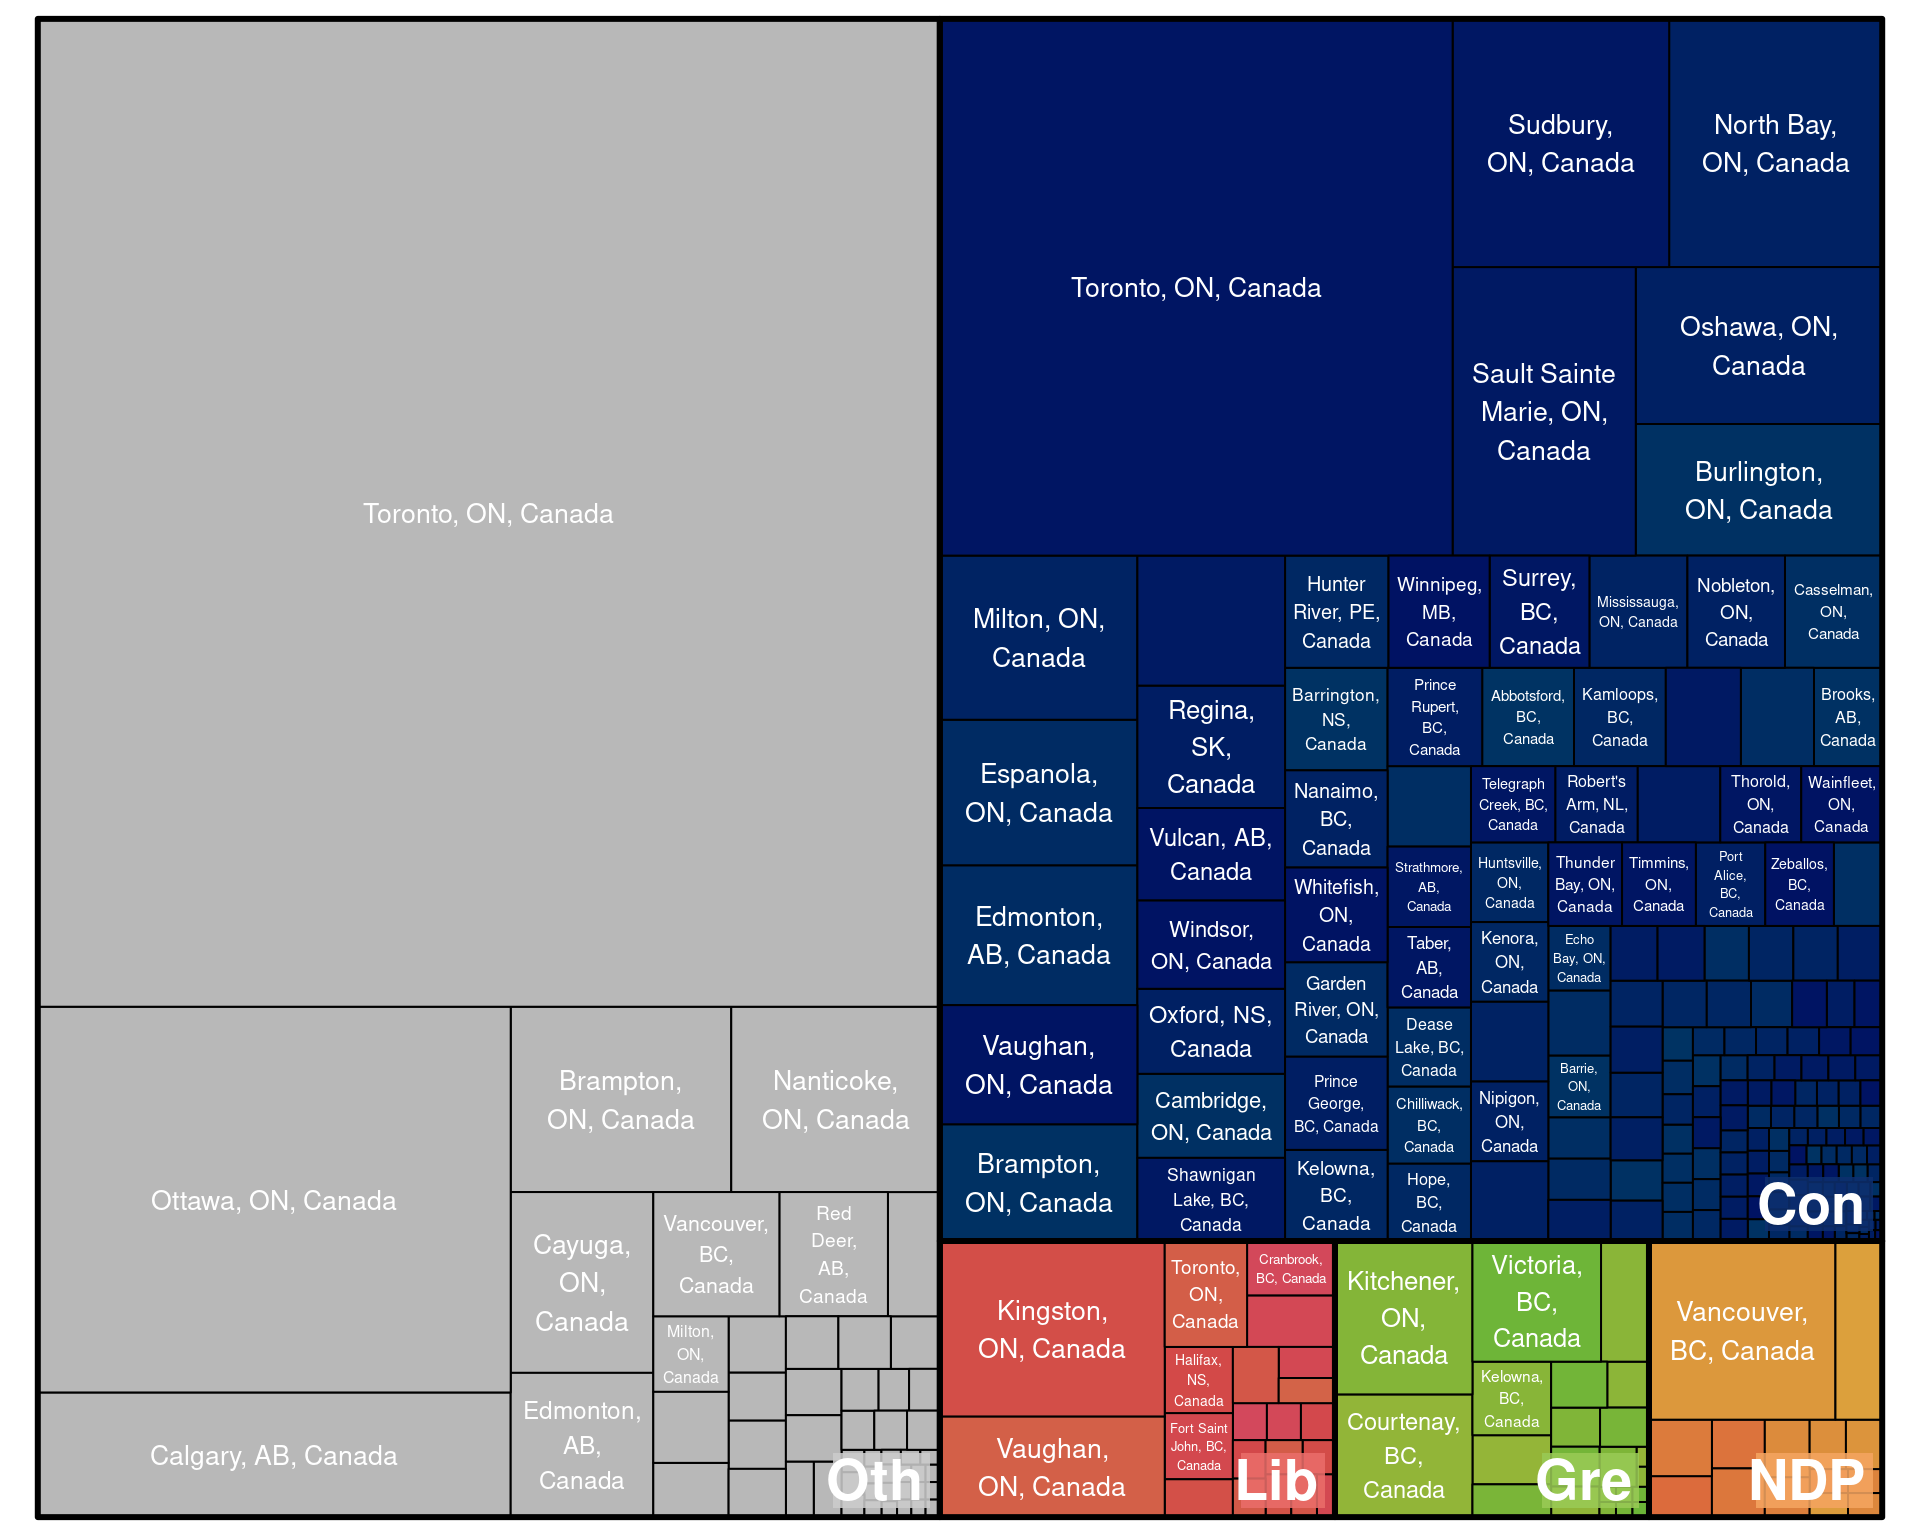 Toronto, ON, Canada
Ottawa, ON, Canada
Calgary, AB, Canada
Brampton,
ON, Canada
Nanticoke,
ON, Canada
Cayuga,
ON,
Canada
Edmonton,
AB,
Canada
Vancouver,
BC,
Canada
Red
Deer,
AB,
Canada
Milton,
ON,
Canada
Oth
Toronto, ON, Canada
Sudbury,
ON, Canada
North Bay,
ON, Canada
Sault Sainte
Marie, ON,
Canada
Oshawa, ON,
Canada
Burlington,
ON, Canada
Milton, ON,
Canada
Espanola,
ON, Canada
Edmonton,
AB, Canada
Vaughan,
ON, Canada
Brampton,
ON, Canada
Regina,
SK,
Canada
Vulcan, AB,
Canada
Windsor,
ON, Canada
Oxford, NS,
Canada
Cambridge,
ON, Canada
Shawnigan
Lake, BC,
Canada
Hunter
River, PE,
Canada
Barrington,
NS,
Canada
Nanaimo,
BC,
Canada
Whitefish,
ON,
Canada
Garden
River, ON,
Canada
Prince
George,
BC, Canada
Kelowna,
BC,
Canada
Winnipeg,
MB,
Canada
Surrey,
BC,
Canada
Mississauga,
ON, Canada
Nobleton,
ON,
Canada
Casselman,
ON,
Canada
Prince
Rupert,
BC,
Canada
Abbotsford,
BC,
Canada
Kamloops,
BC,
Canada
Brooks,
AB,
Canada
Telegraph
Creek, BC,
Canada
Robert's
Arm, NL,
Canada
Thorold,
ON,
Canada
Wainfleet,
ON,
Canada
Strathmore,
AB,
Canada
Taber,
AB,
Canada
Dease
Lake, BC,
Canada
Chilliwack,
BC,
Canada
Hope,
BC,
Canada
Huntsville,
ON,
Canada
Kenora,
ON,
Canada
Nipigon,
ON,
Canada
Thunder
Bay, ON,
Canada
Timmins,
ON,
Canada
Port
Alice,
BC,
Canada
Zeballos,
BC,
Canada
Echo
Bay, ON,
Canada
Barrie,
ON,
Canada
Con
Kingston,
ON, Canada
Vaughan,
ON, Canada
Toronto,
ON,
Canada
Cranbrook,
BC, Canada
Halifax,
NS,
Canada
Fort Saint
John, BC,
Canada
Lib
Kitchener,
ON,
Canada
Courtenay,
BC,
Canada
Victoria,
BC,
Canada
Kelowna,
BC,
Canada
Gre
Vancouver,
BC, Canada
NDP